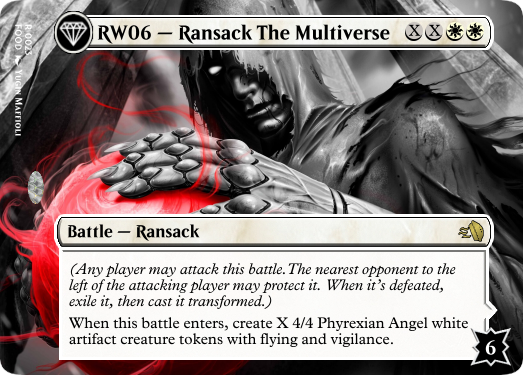 RW06 — Ransack The Multiverse XX
Battle — Ransack
(Any player may attack this battle. The nearest opponent to the
left of the attacking player may protect it. When it's defeated,
exile it, then cast it transformed.)
When this battle enters, create X 4/4 Phyrexian Angel white
artifact creature tokens with flying and vigilance.
6
R 0023